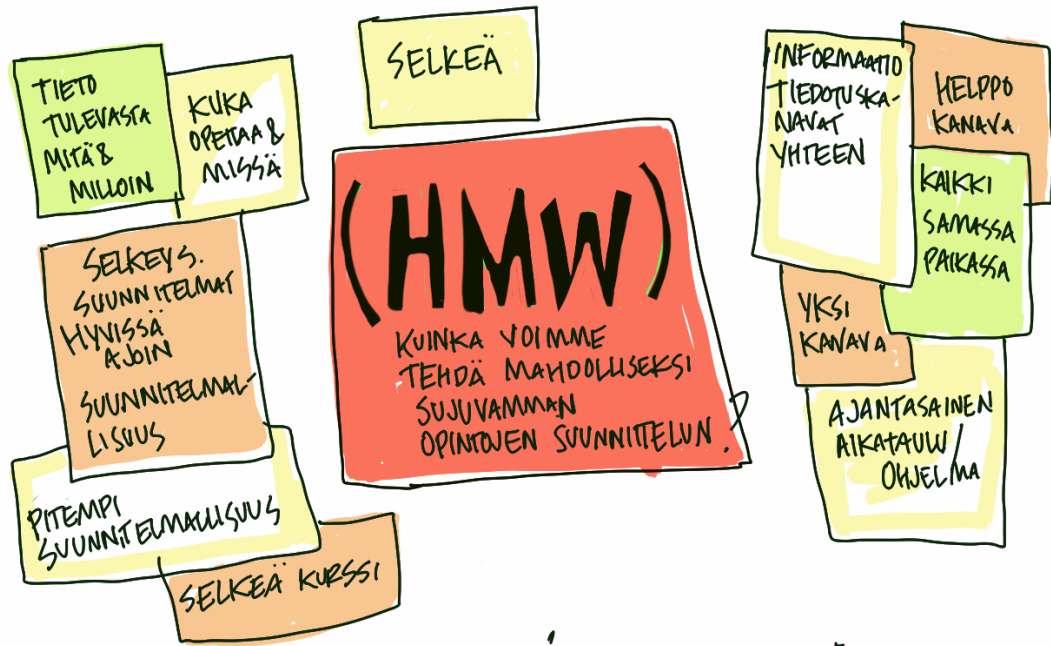 TIETO
TULEVASTA
MITÄ &
MILLOIN
KUKA
OPETTAA &
MISSÄ
SELKEYS.
SUUNNITELMAT
HYVISSÄ
AJOIN
SUUNNITELMAL-
LISUUS
PITEMPI
SUUNNITELMALLISUUS
SELKEÄ KURSSI
SELKEÄ
(HMW)
KUINKA VOIMME
TEHDÄ MAHDOLLISEKSI
SUJUVAMMAN
OPINTOJEN SUUNNITTELUN?
INFORMAATIO
TIEDOTUSKA-
NAVAT
YHTEEN
HELPPO
KANAVA
KAIKKI
SAMASSA
PAIKASSA
YKSI
KANAVA
AJANTASAINEN
AIKATAULU/
OHJELMA